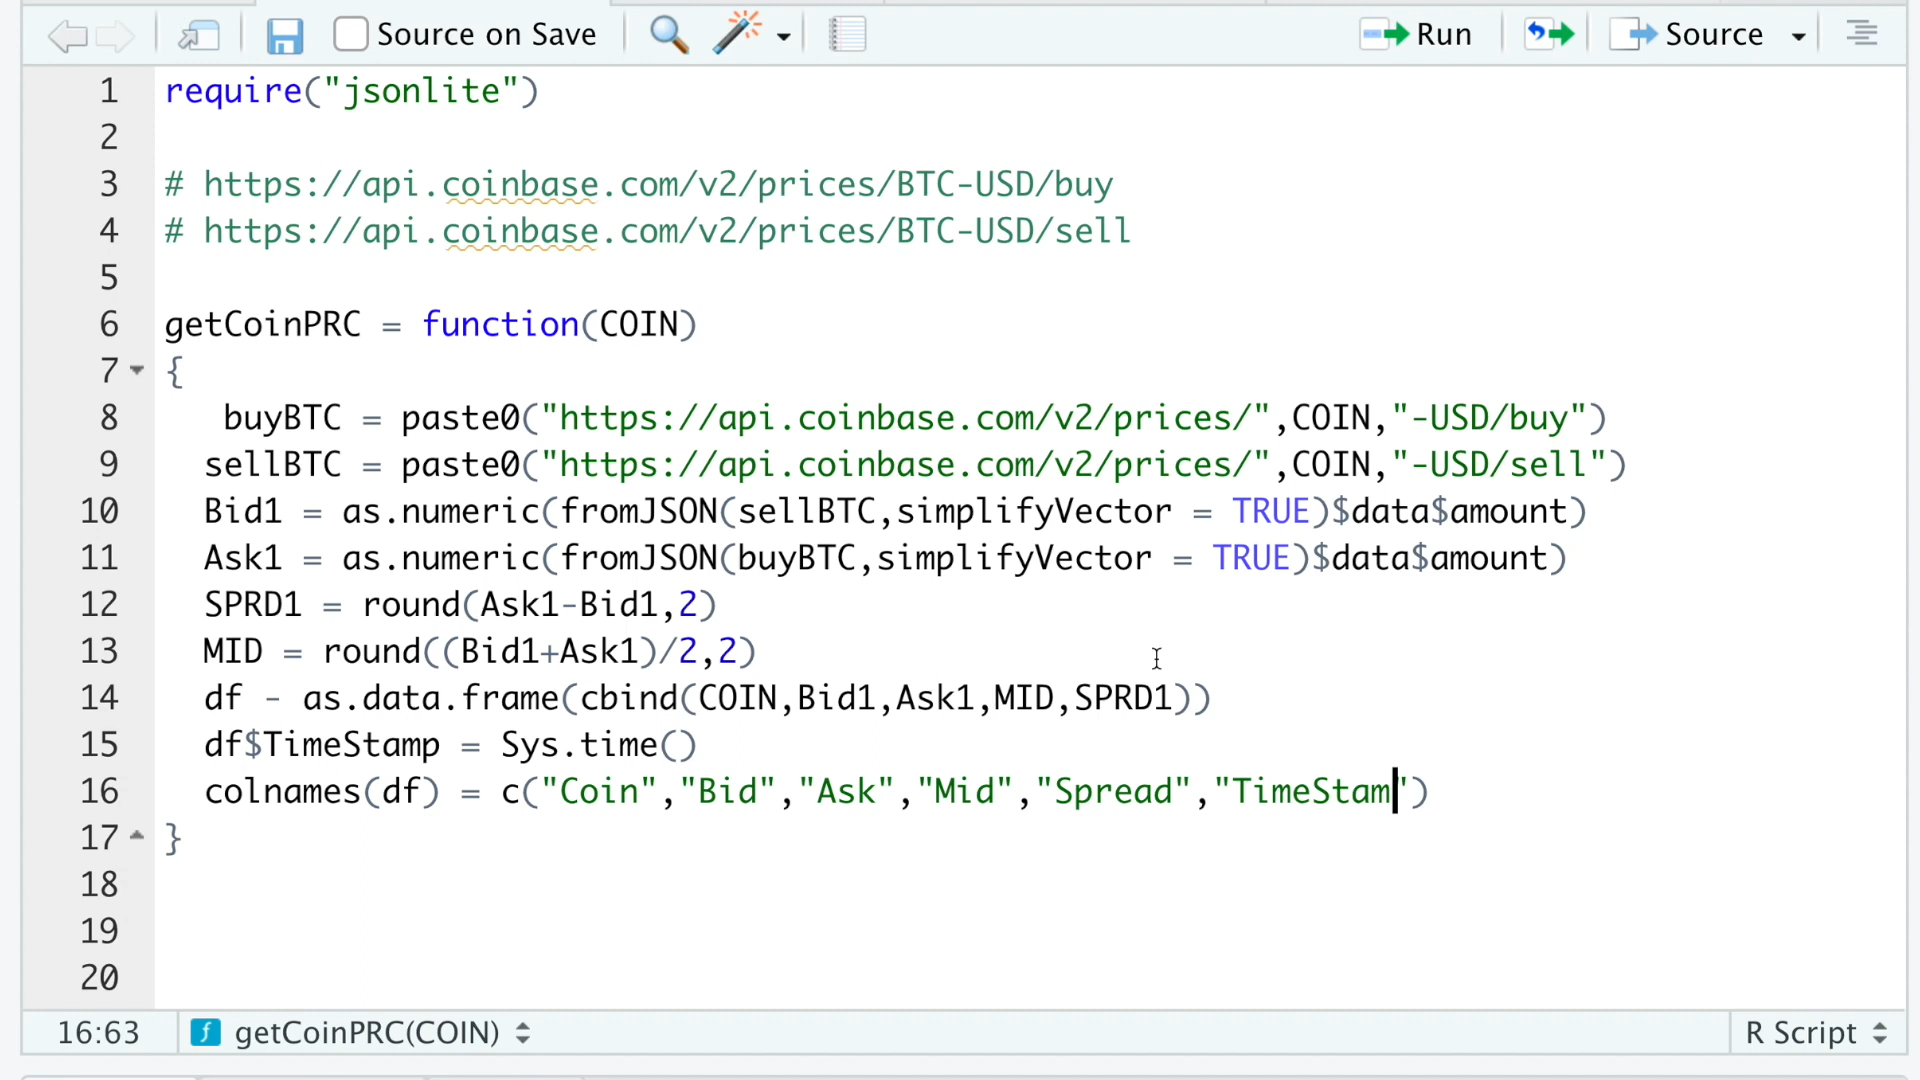 Source on Save Run Source
1 require("jsonlite")
2
3 # https://api.coinbase.com/v2/prices/BTC-USD/buy
4 # https://api.coinbase.com/v2/prices/BTC-USD/sell
5
6 getCoinPRC = function(COIN)
7 {
8 buyBTC = paste0("https://api.coinbase.com/v2/prices/",COIN,"-USD/buy")
9 sellBTC = paste0("https://api.coinbase.com/v2/prices/",COIN,"-USD/sell")
10 Bid1 = as.numeric(fromJSON(sellBTC,simplifyVector = TRUE)$data$amount)
11 Ask1 = as.numeric(fromJSON(buyBTC,simplifyVector = TRUE)$data$amount)
12 SPRD1 = round(Ask1-Bid1,2)
13 MID = round((Bid1+Ask1)/2,2)
14 df - as.data.frame(cbind(COIN,Bid1,Ask1,MID,SPRD1))
15 df$TimeStamp = Sys.time()
16 colnames(df) = c("Coin","Bid","Ask","Mid","Spread","TimeStam")
17 }
18
19
20
16:63 getCoinPRC(COIN) R Script